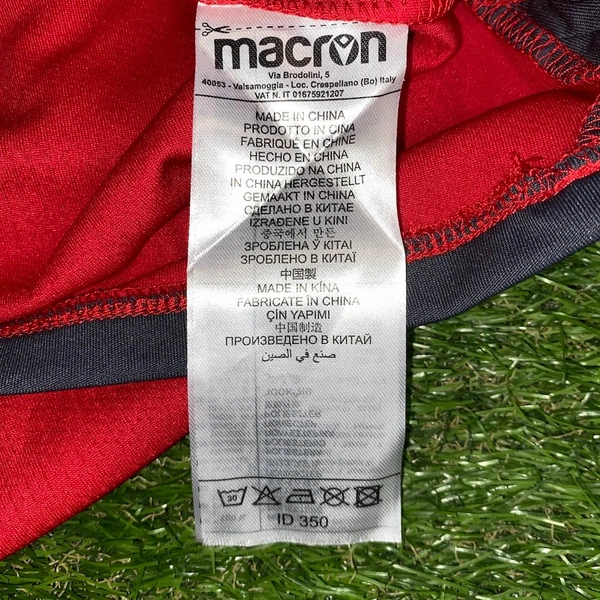 macron
Via Brodolini, 5
40053 - Valsamoggia - Loc. Crespellano (Bo) Italy
VAT N. IT 01675921207
MADE IN CHINA
PRODOTTO IN CINA
FABRIQUÉ EN CHINE
HECHO EN CHINA
PRODUZIDO NA CHINA
IN CHINA HERGESTELLT
GEMAAKT IN CHINA
СДЕЛАНО В КИТАЕ
IZRAĐENE U KINI
중국에서 만든
ЗРОБЛЕНА Ў КІТАІ
ЗРОБЛЕНО В КИТАЇ
中国製
MADE IN KÍNA
FABRICATE IN CHINA
ÇİN YAPIMI
中国制造
ПРОИЗВЕДЕНО В КИТАЙ
صنع في الصين
30
ID 350